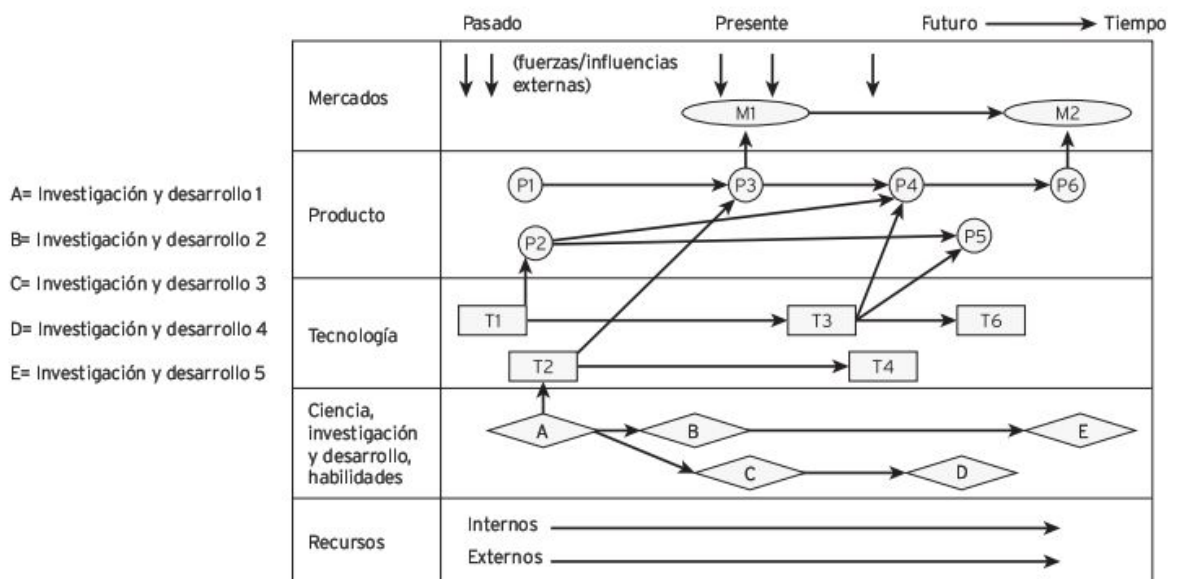 Pasado Presente Futuro Tiempo
Mercados
(fuerzas/influencias
externas)
M1 M2
A= Investigación y desarrollo 1
B= Investigación y desarrollo 2
C= Investigación y desarrollo 3
D= Investigación y desarrollo 4
E= Investigación y desarrollo 5
Producto
P1 P3 P4 P6
P2 P5
Tecnología
T1 T3 T6
T2 T4
Ciencia,
investigación
y desarrollo,
habilidades
A B E
C D
Recursos
Internos
Externos